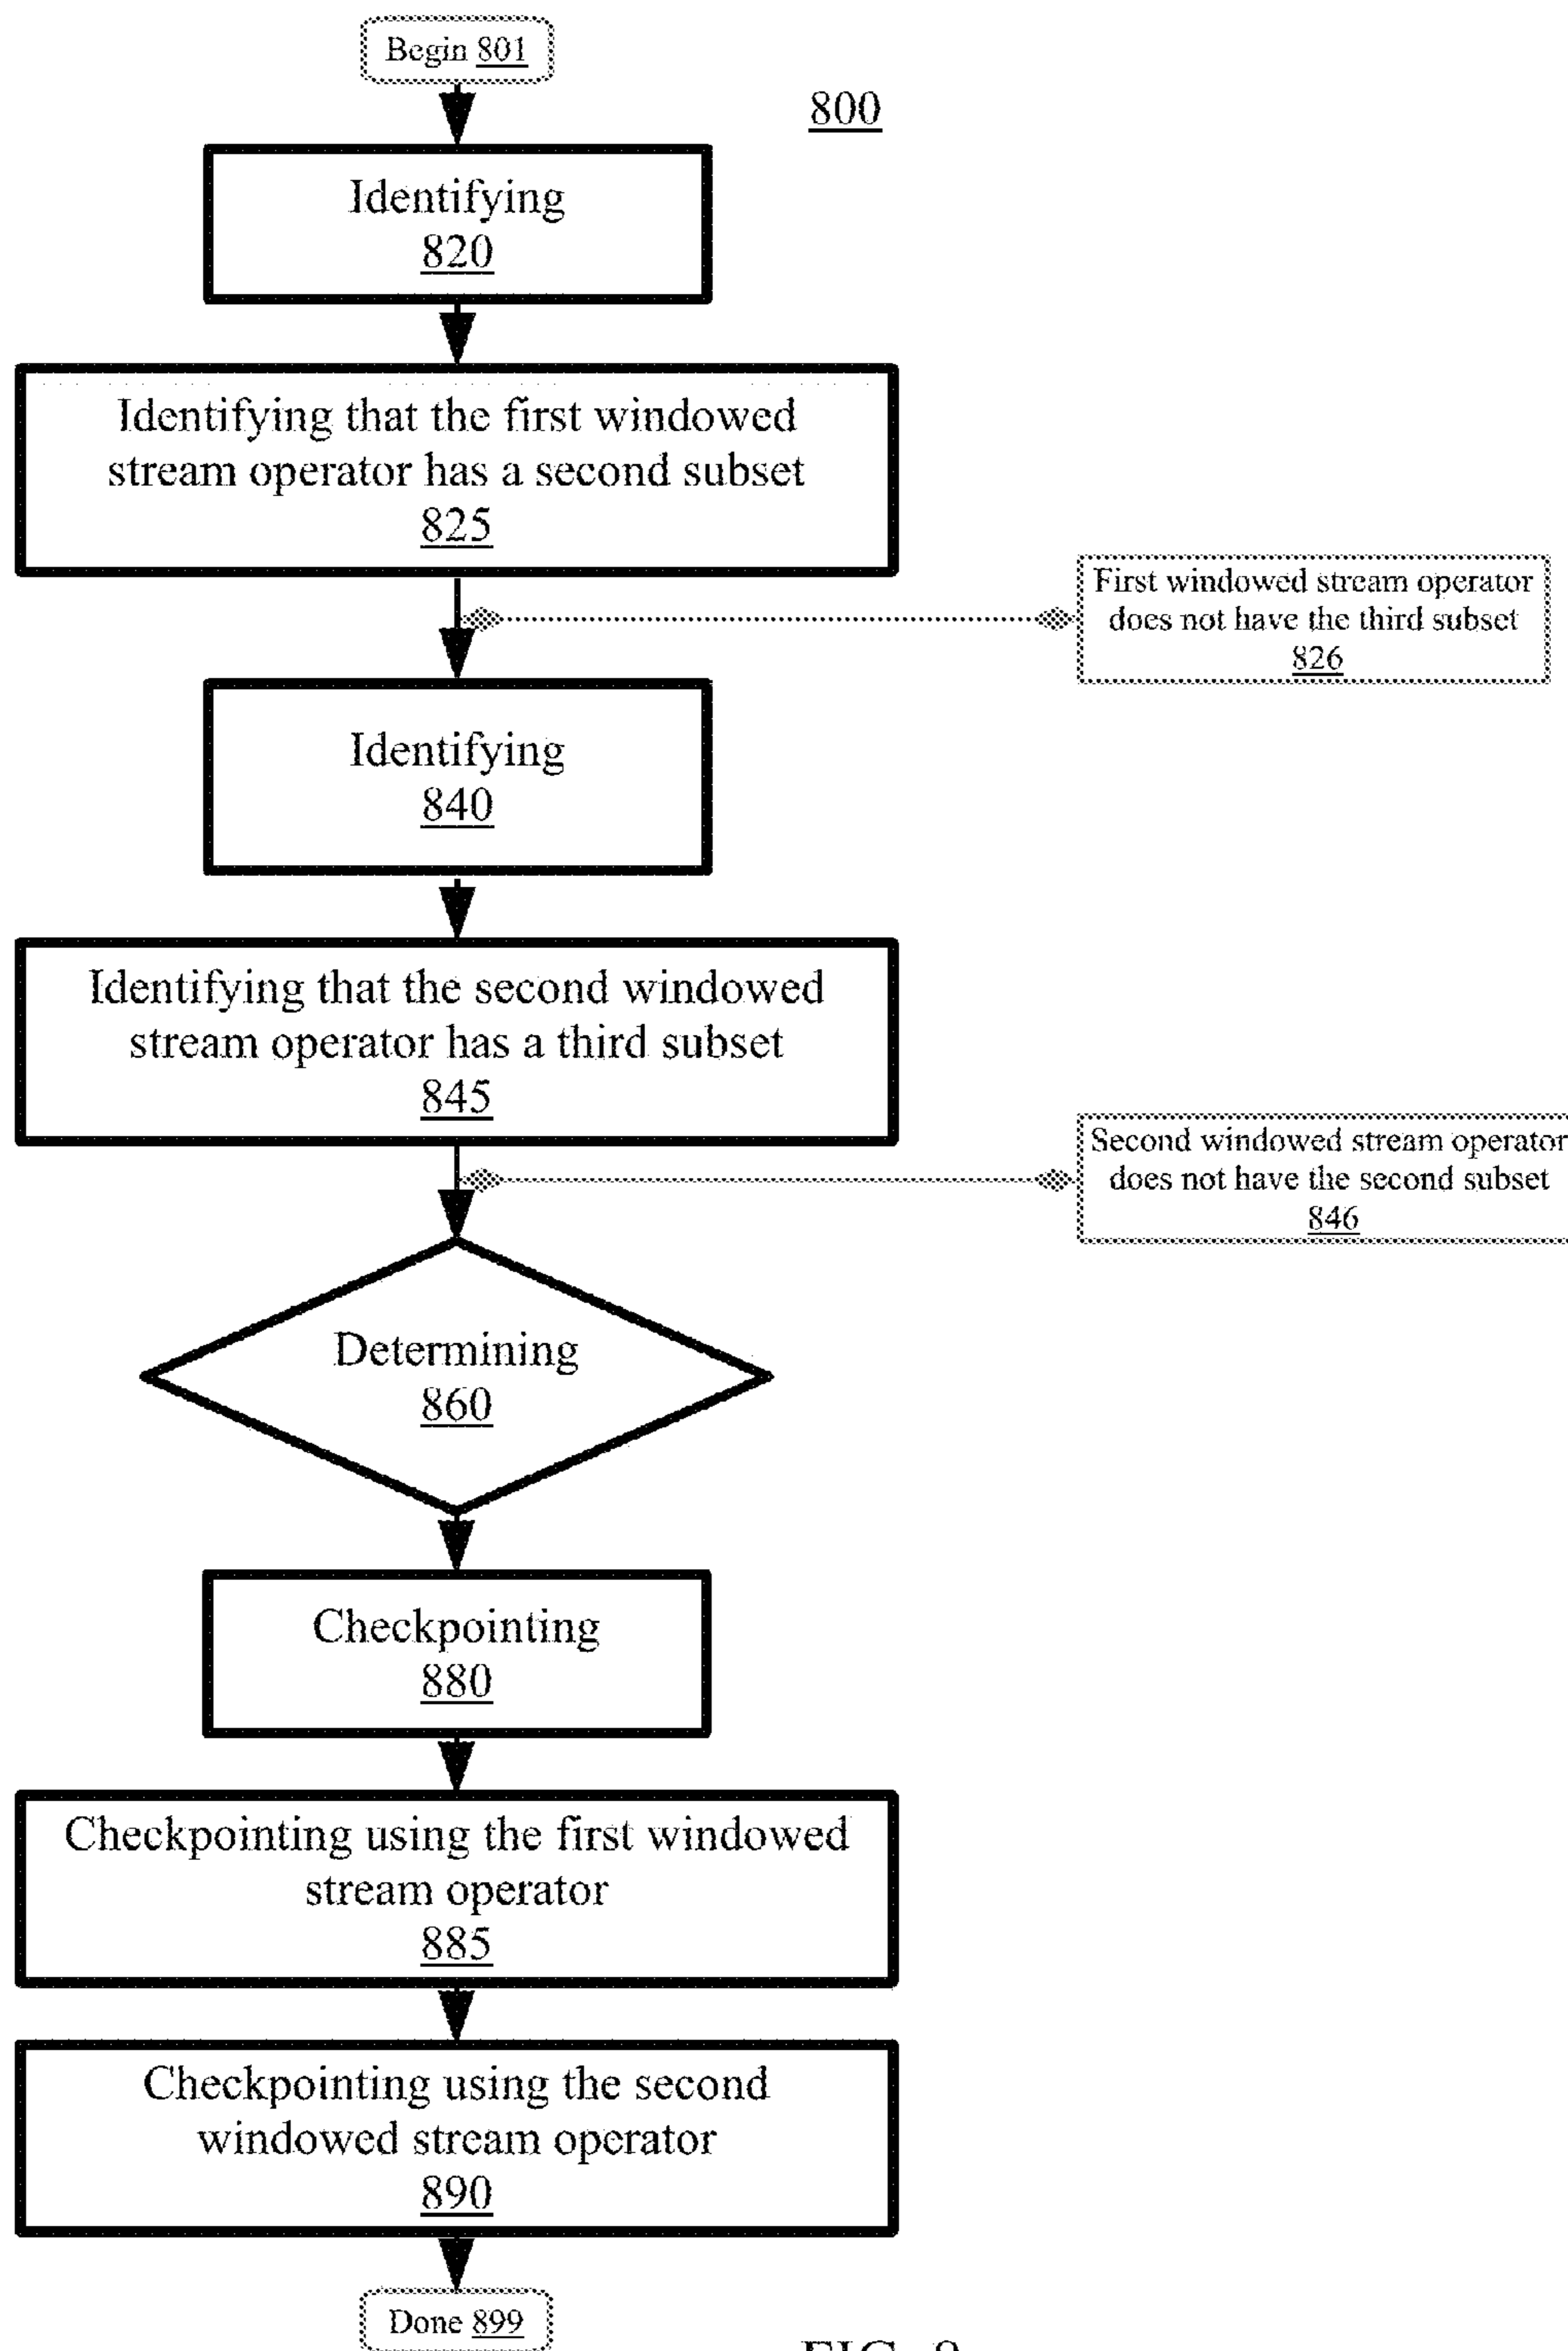 Begin 801
800
Identifying
820
Identifying that the first windowed
stream operator has a second subset
825
First windowed stream operator
does not have the third subset
826
Identifying
840
Identifying that the second windowed
stream operator has a third subset
845
Second windowed stream operator
does not have the second subset
846
Determining
860
Checkpointing
880
Checkpointing using the first windowed
stream operator
885
Checkpointing using the second
windowed stream operator
890
Done 899